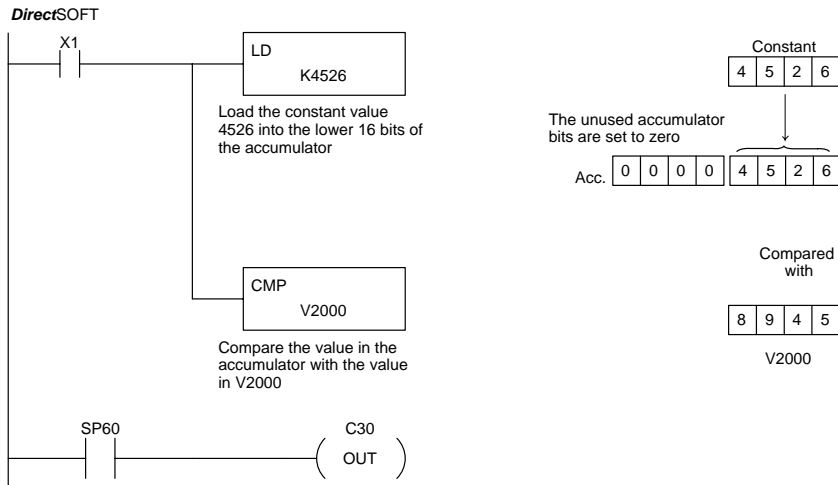 DirectSOFT
X1
LD
K4526
Load the constant value
4526 into the lower 16 bits of
the accumulator
CMP
V2000
Compare the value in the
accumulator with the value
in V2000
SP60
C30
OUT
Constant
4 5 2 6
The unused accumulator
bits are set to zero
Acc. 0 0 0 0 4 5 2 6
Compared
with
8 9 4 5
V2000